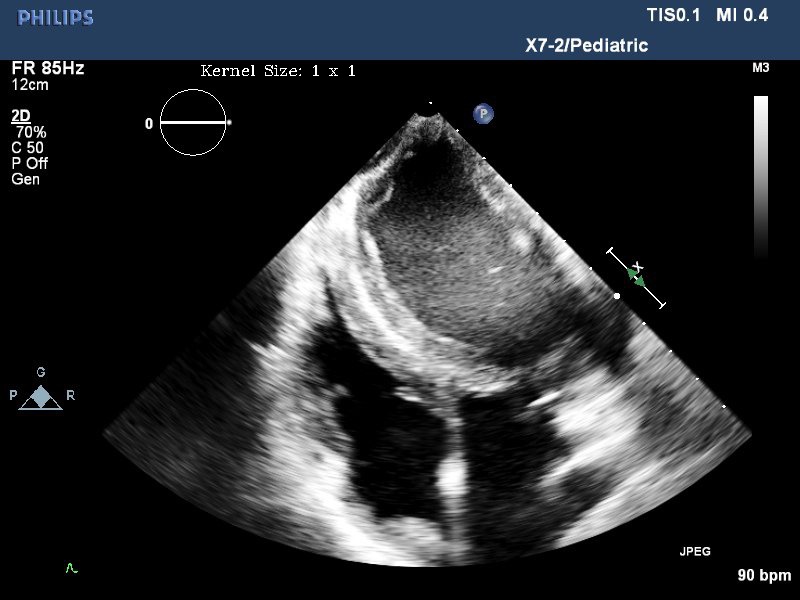 PHILIPS
TIS0.1 MI 0.4
X7-2/Pediatric
FR 85Hz
12cm
Kernel Size: 1 x 1
M3
2D
70%
C 50
P Off
Gen
0
P
X
G
P R
JPEG
90 bpm